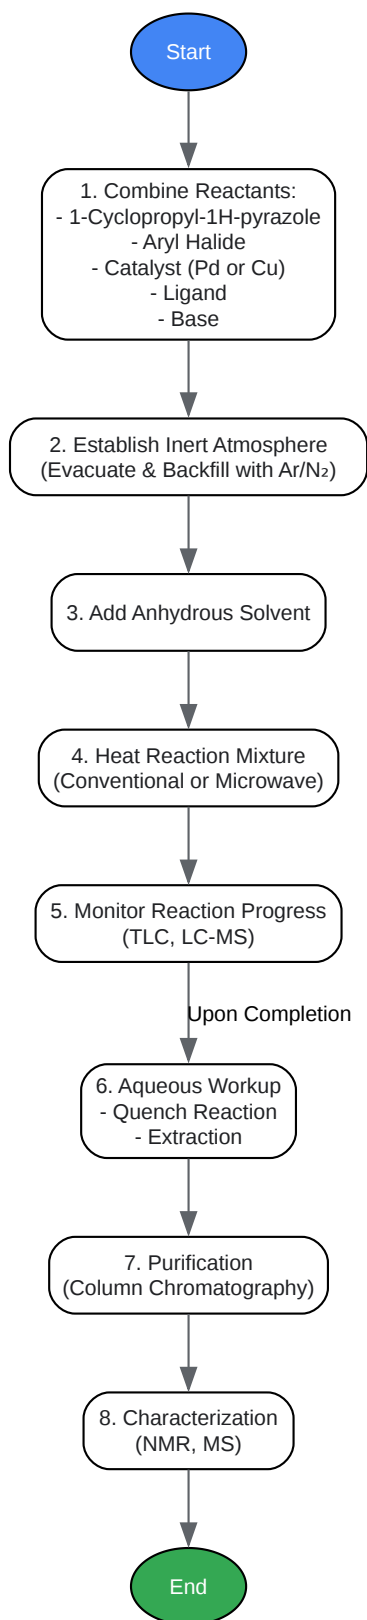 Start
1. Combine Reactants:
- 1-Cyclopropyl-1H-pyrazole
- Aryl Halide
- Catalyst (Pd or Cu)
- Ligand
- Base
2. Establish Inert Atmosphere
(Evacuate & Backfill with Ar/N₂)
3. Add Anhydrous Solvent
4. Heat Reaction Mixture
(Conventional or Microwave)
5. Monitor Reaction Progress
(TLC, LC-MS)
Upon Completion
6. Aqueous Workup
- Quench Reaction
- Extraction
7. Purification
(Column Chromatography)
8. Characterization
(NMR, MS)
End